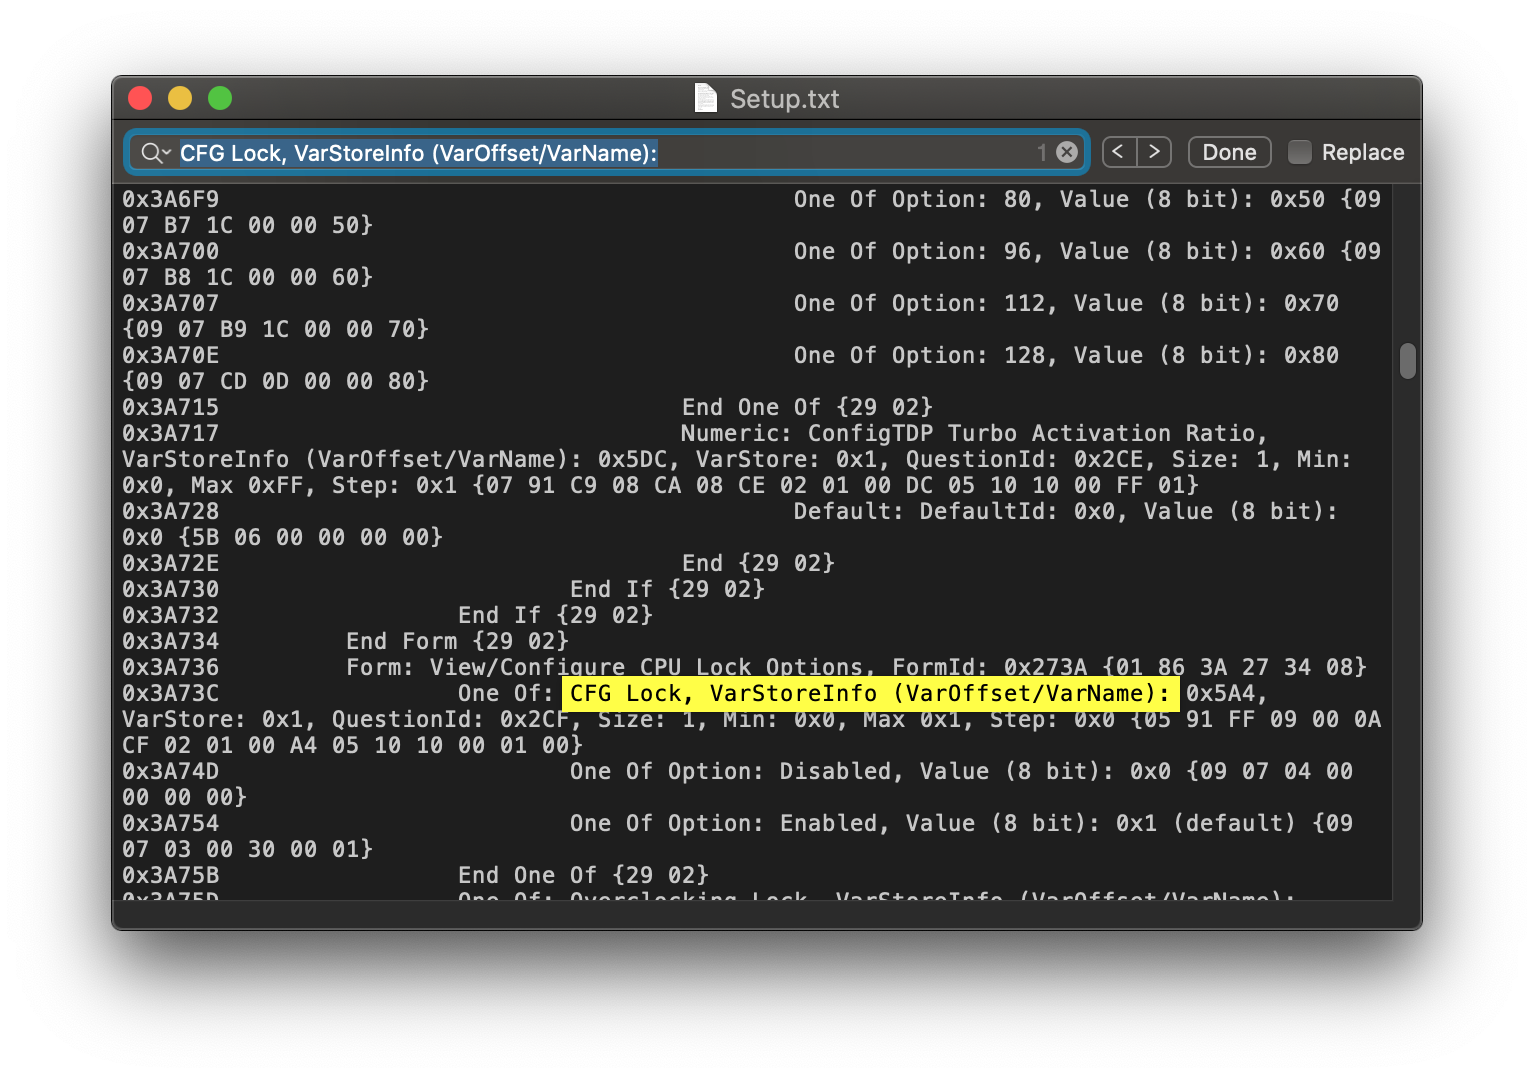 Setup.txt
CFG Lock, VarStoreInfo (VarOffset/VarName): 1 < > Done Replace
0x3A6F9 One Of Option: 80, Value (8 bit): 0x50 {09
07 B7 1C 00 00 50}
0x3A700 One Of Option: 96, Value (8 bit): 0x60 {09
07 B8 1C 00 00 60}
0x3A707 One Of Option: 112, Value (8 bit): 0x70
{09 07 B9 1C 00 00 70}
0x3A70E One Of Option: 128, Value (8 bit): 0x80
{09 07 CD 0D 00 00 80}
0x3A715 End One Of {29 02}
0x3A717 Numeric: ConfigTDP Turbo Activation Ratio,
VarStoreInfo (VarOffset/VarName): 0x5DC, VarStore: 0x1, QuestionId: 0x2CE, Size: 1, Min:
0x0, Max 0xFF, Step: 0x1 {07 91 C9 08 CA 08 CE 02 01 00 DC 05 10 10 00 FF 01}
0x3A728 Default: DefaultId: 0x0, Value (8 bit):
0x0 {5B 06 00 00 00 00}
0x3A72E End {29 02}
0x3A730 End If {29 02}
0x3A732 End If {29 02}
0x3A734 End Form {29 02}
0x3A736 Form: View/Configure CPU Lock Options, FormId: 0x273A {01 86 3A 27 34 08}
0x3A73C One Of: CFG Lock, VarStoreInfo (VarOffset/VarName): 0x5A4,
VarStore: 0x1, QuestionId: 0x2CF, Size: 1, Min: 0x0, Max 0x1, Step: 0x0 {05 91 FF 09 00 0A
CF 02 01 00 A4 05 10 10 00 01 00}
0x3A74D One Of Option: Disabled, Value (8 bit): 0x0 {09 07 04 00
00 00 00}
0x3A754 One Of Option: Enabled, Value (8 bit): 0x1 (default) {09
07 03 00 30 00 01}
0x3A75B End One Of {29 02}
0x3A75D One Of: Overclocking Lock, VarStoreInfo (VarOffset/VarName):